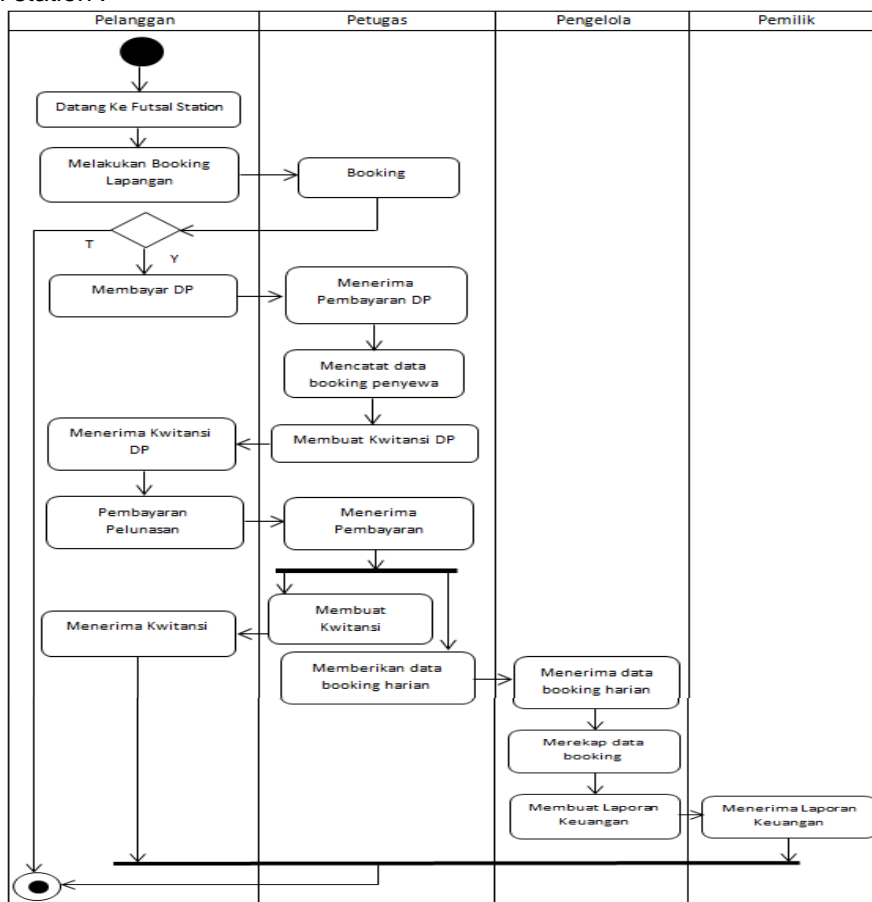 station .
Pelanggan
Petugas
Pengelola
Pemilik
Datang Ke Futsal Station
Melakukan Booking
Lapangan
Booking
T
Y
Membayar DP
Menerima
Pembayaran DP
Mencatat data
booking penyewa
Membuat Kwitansi DP
Menerima Kwitansi
DP
Pembayaran
Pelunasan
Menerima
Pembayaran
Membuat
Kwitansi
Menerima Kwitansi
Memberikan data
booking harian
Menerima data
booking harian
Merekap data
booking
Membuat Laporan
Keuangan
Menerima Laporan
Keuangan